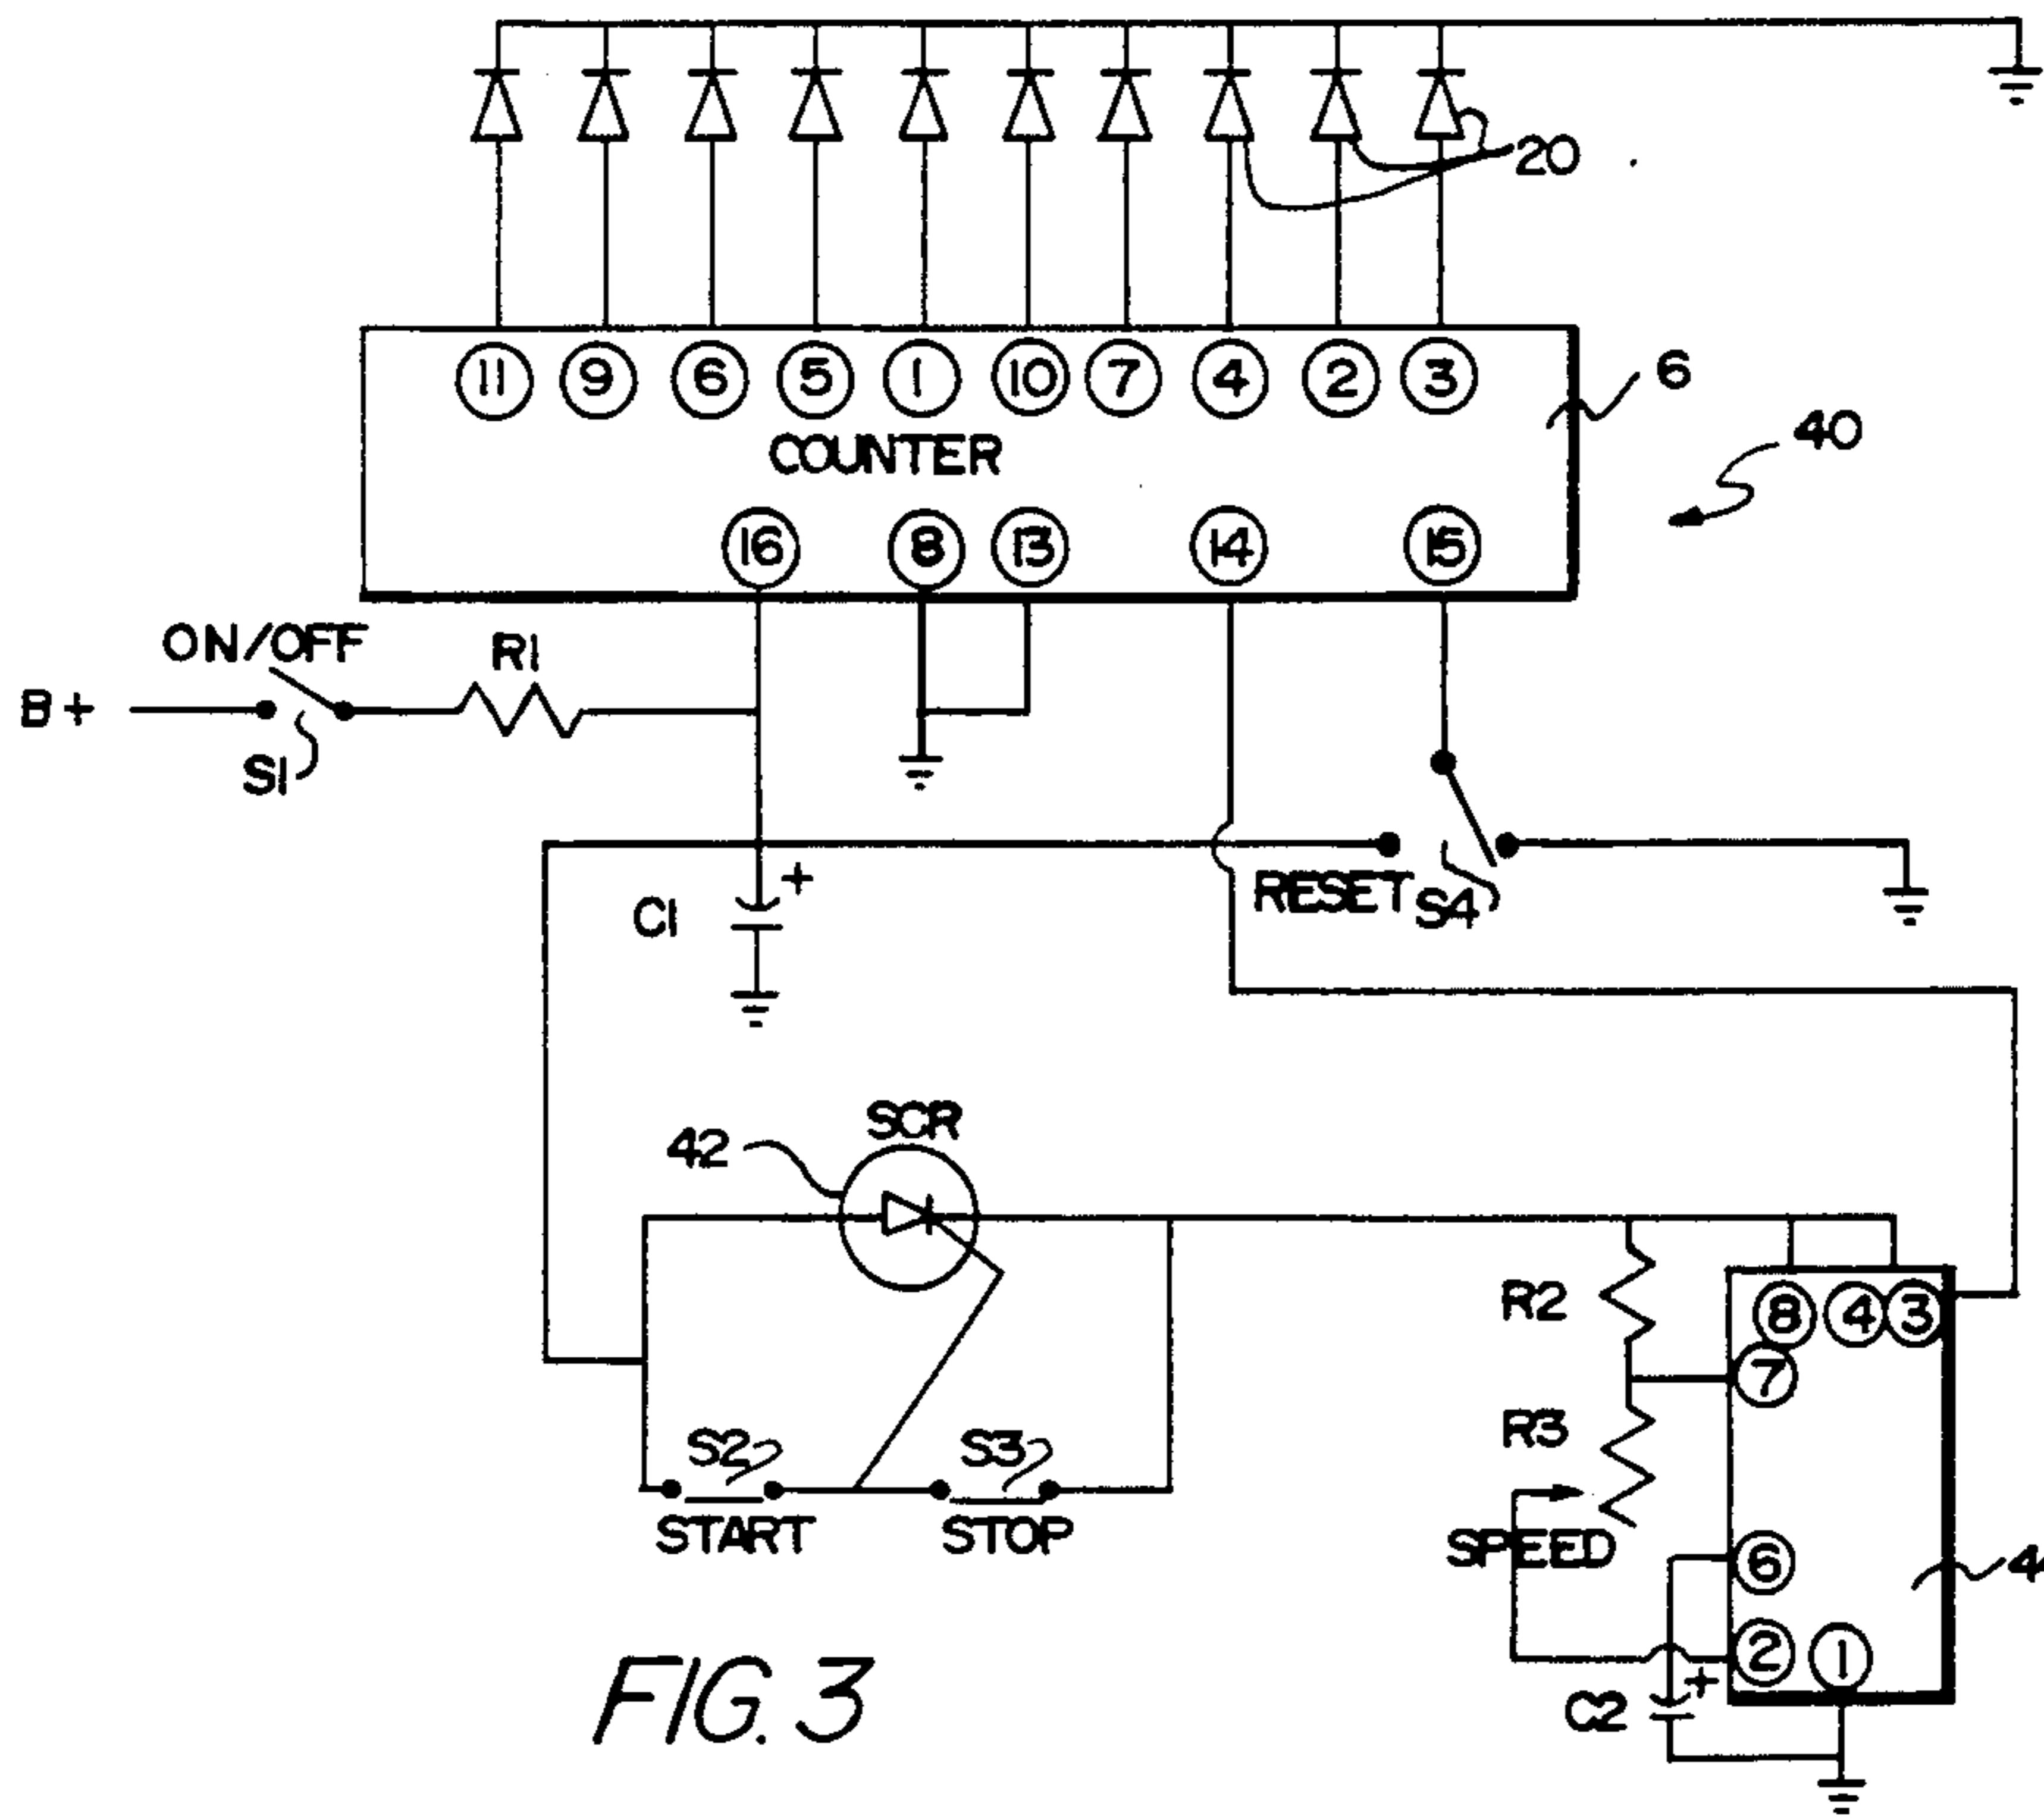 20
11 9 6 5 1 10 7 4 2 3
6
COUNTER
40
16 8 13 14 15
ON/OFF R1
B+
S1
+
C1
RESET S4
SCR
42
R2
8 4 3
7
R3
S2 S3
START STOP
SPEED
6
2 1
+
C2
FIG. 3